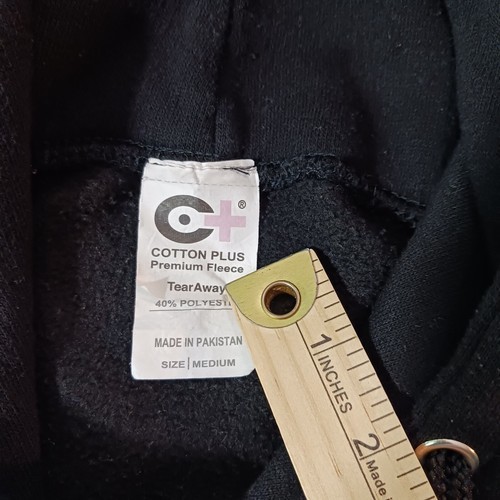 C+®
COTTON PLUS
Premium Fleece
TearAway
40% POLYEST
MADE IN PAKISTAN
SIZE | MEDIUM
1
INCHES
2
Made